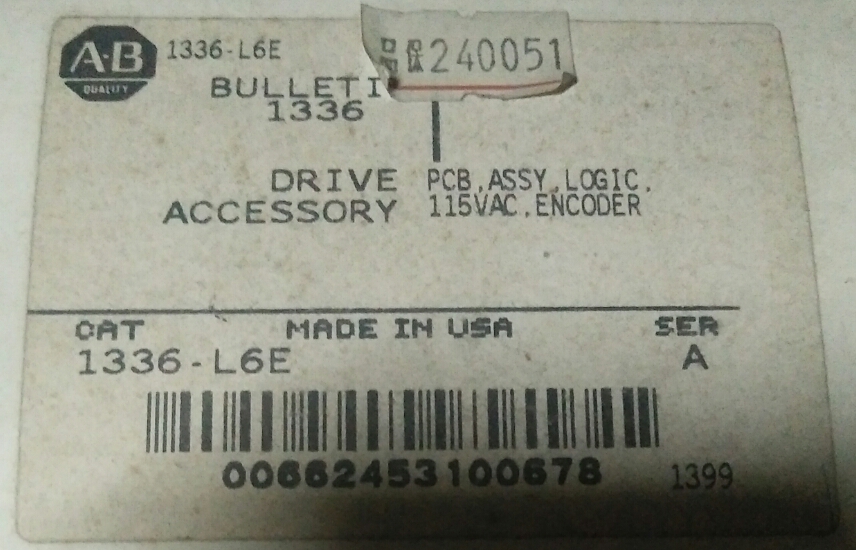 A-B
QUALITY
1336-L6E
240051
BULLETI
1336
DRIVE
ACCESSORY
PCB,ASSY,LOGIC,
115VAC,ENCODER
CAT
MADE IN USA
SER
1336-L6E
A
00662453100678
1399